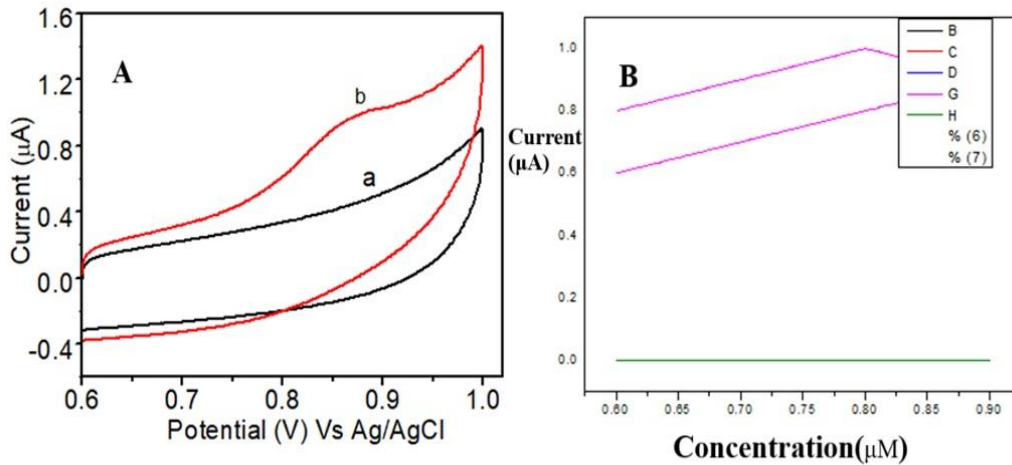 A
1.6
1.2
0.8
0.4
0.0
-0.4
Current (μA)
b
a
0.6 0.7 0.8 0.9 1.0
Potential (V) Vs Ag/AgCl
B
1.0
0.8
0.6
0.4
0.2
0.0
Current
(μA)
B
C
D
G
H
% (6)
% (7)
0.60 0.65 0.70 0.75 0.80 0.85 0.90
Concentration(μM)